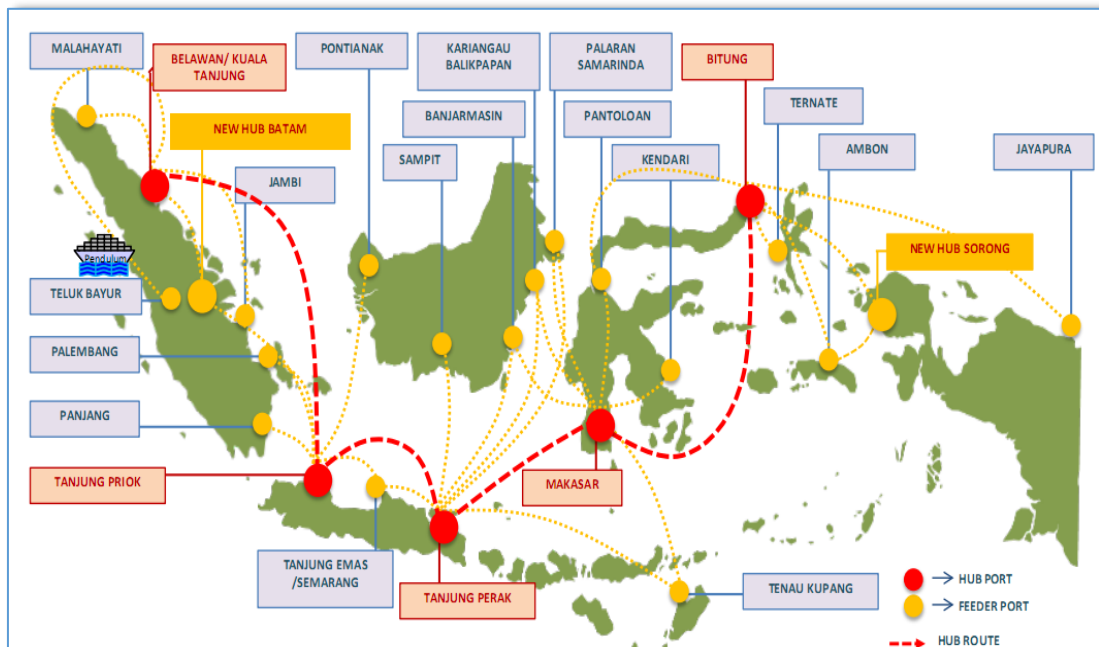 MALAHAYATI
BELAWAN/ KUALA
TANJUNG
PONTIANAK
KARIANGAU
BALIKPAPAN
PALARAN
SAMARINDA
BITUNG
TERNATE
NEW HUB BATAM
BANJARMASIN
PANTOLOAN
SAMPIT
KENDARI
AMBON
JAYAPURA
JAMBI
Pendulum
NEW HUB SORONG
TELUK BAYUR
PALEMBANG
PANJANG
TANJUNG PRIOK
MAKASAR
TANJUNG EMAS
/SEMARANG
TANJUNG PERAK
TENAU KUPANG
HUB PORT
FEEDER PORT
HUB ROUTE